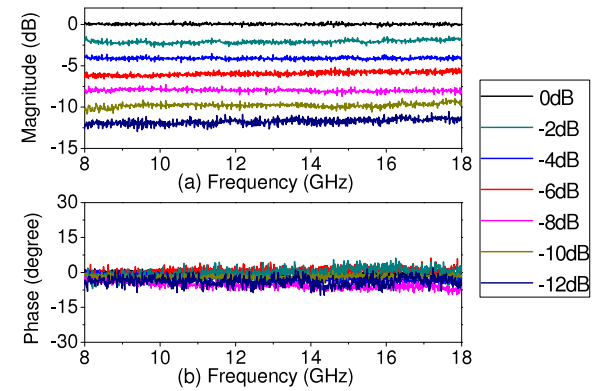 Magnitude (dB)
0
-5
-10
-15
8
10
12
14
16
18
(a) Frequency (GHz)
Phase (degree)
30
15
0
-15
-30
8
10
12
14
16
18
(b) Frequency (GHz)
0dB
-2dB
-4dB
-6dB
-8dB
-10dB
-12dB